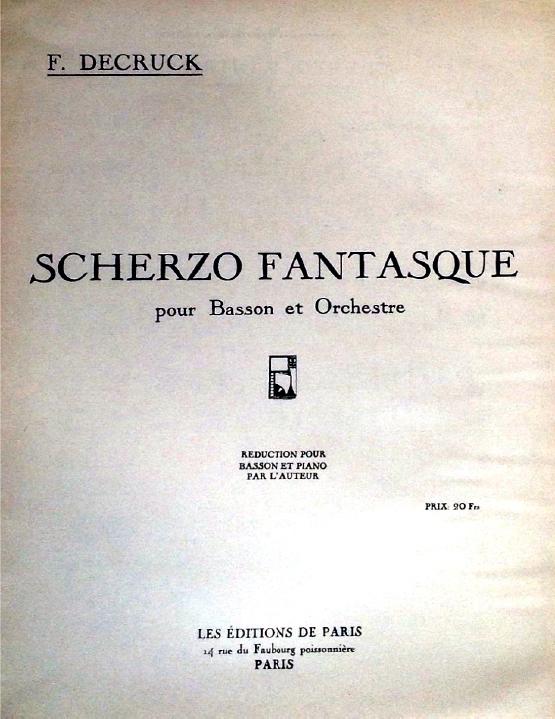 F. DECRUCK
SCHERZO FANTASQUE
pour Basson et Orchestre
REDUCTION POUR
BASSON ET PIANO
PAR L'AUTEUR
PRIX: 20 Frs
LES ÉDITIONS DE PARIS
14 rue du Faubourg poissonnière
PARIS